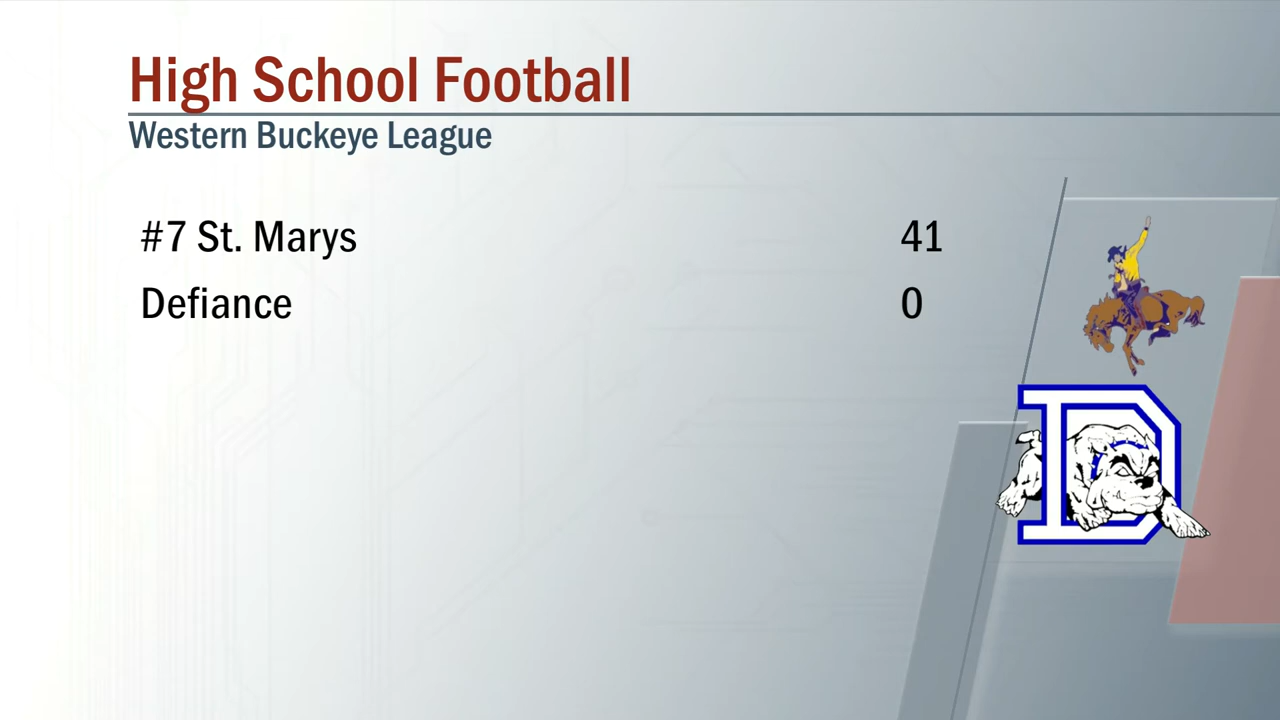 High School Football
Western Buckeye League
#7 St. Marys 41
Defiance 0
D